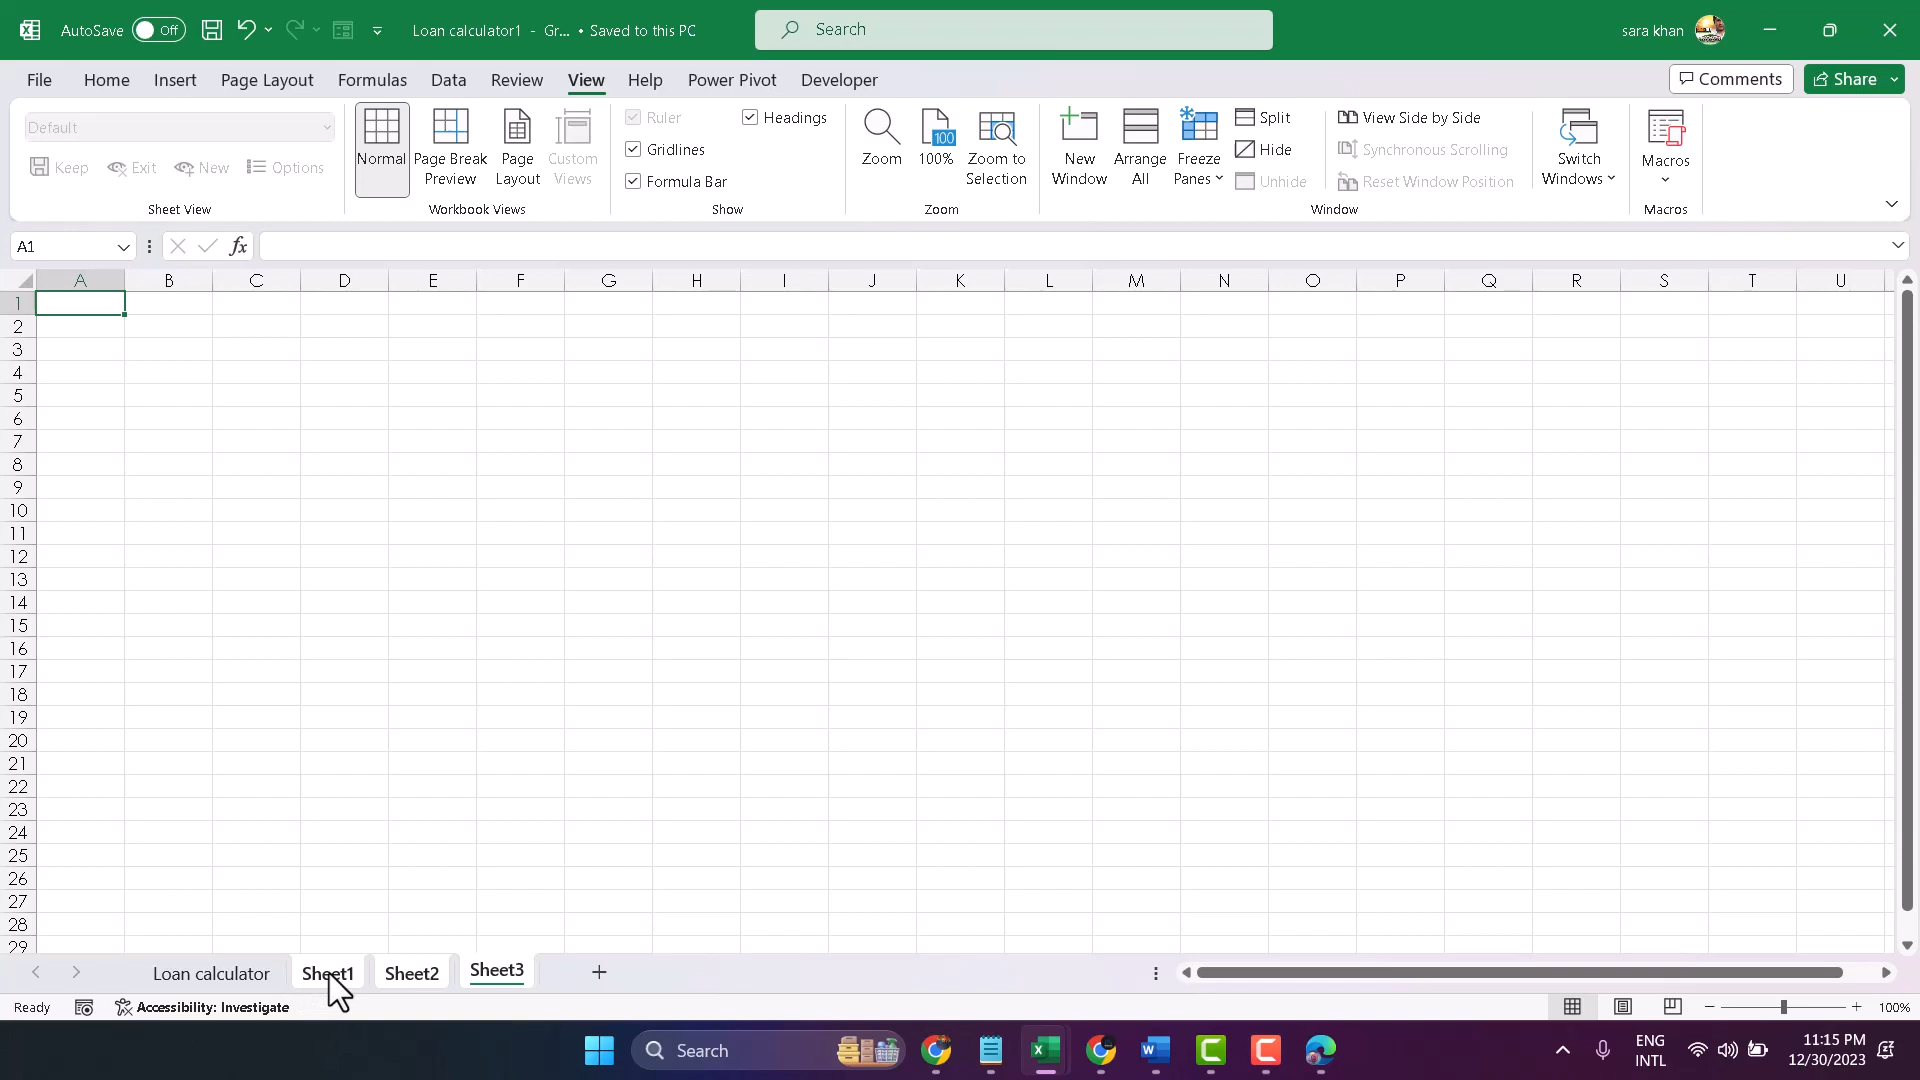 AutoSave Off Loan calculator1 - Gr... • Saved to this PC Search sara khan
File Home Insert Page Layout Formulas Data Review View Help Power Pivot Developer Comments Share
Default
Keep Exit New Options
Sheet View
Normal
Page Break Preview
Page Layout
Custom Views
Workbook Views
Ruler Headings
Gridlines
Formula Bar
Show
Zoom
100
100%
Zoom to Selection
Zoom
New Window
Arrange All
Freeze Panes
Split
Hide
Unhide
View Side by Side
Synchronous Scrolling
Reset Window Position
Window
Switch Windows
Macros
Macros
A1 fx
A B C D E F G H I J K L M N O P Q R S T U
1
2
3
4
5
6
7
8
9
10
11
12
13
14
15
16
17
18
19
20
21
22
23
24
25
26
27
28
29
Loan calculator Sheet1 Sheet2 Sheet3
Ready Accessibility: Investigate 100%
Search ENG INTL 11:15 PM 12/30/2023